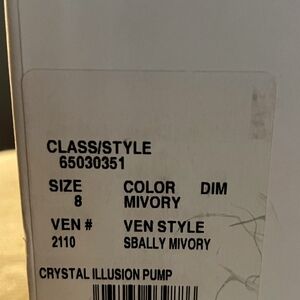 CLASS/STYLE
65030351
SIZE COLOR DIM
8 MIVORY
VEN # VEN STYLE
2110 SBALLY MIVORY
CRYSTAL ILLUSION PUMP